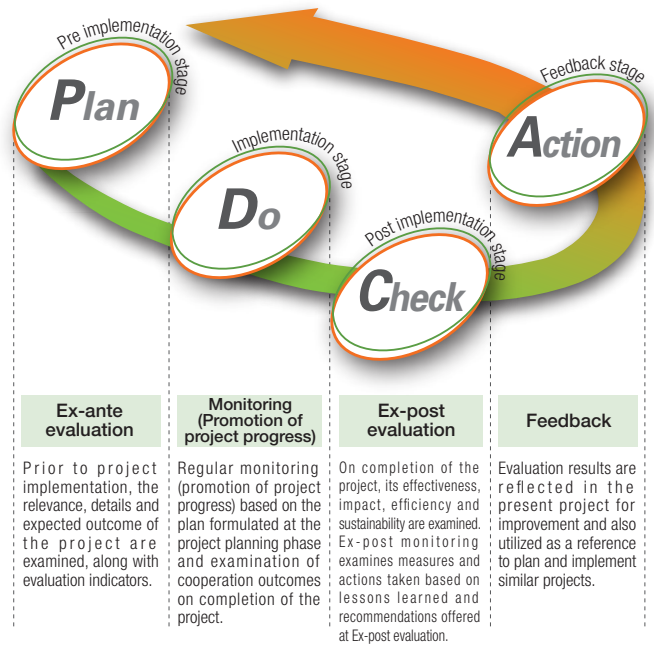 Pre implementation stage
Plan
Implementation stage
Do
Post implementation stage
Check
Feedback stage
Action
Ex-ante
evaluation
Prior to project
implementation, the
relevance, details and
expected outcome of
the project are
examined, along with
evaluation indicators.
Monitoring
(Promotion of
project progress)
Regular monitoring
(promotion of project
progress) based on the
plan formulated at the
project planning phase
and examination of
cooperation outcomes
on completion of the
project.
Ex-post
evaluation
On completion of the
project, its effectiveness,
impact, efficiency and
sustainability are examined.
Ex-post monitoring
examines measures and
actions taken based on
lessons learned and
recommendations offered
at Ex-post evaluation.
Feedback
Evaluation results are
reflected in the
present project for
improvement and also
utilized as a reference
to plan and implement
similar projects.